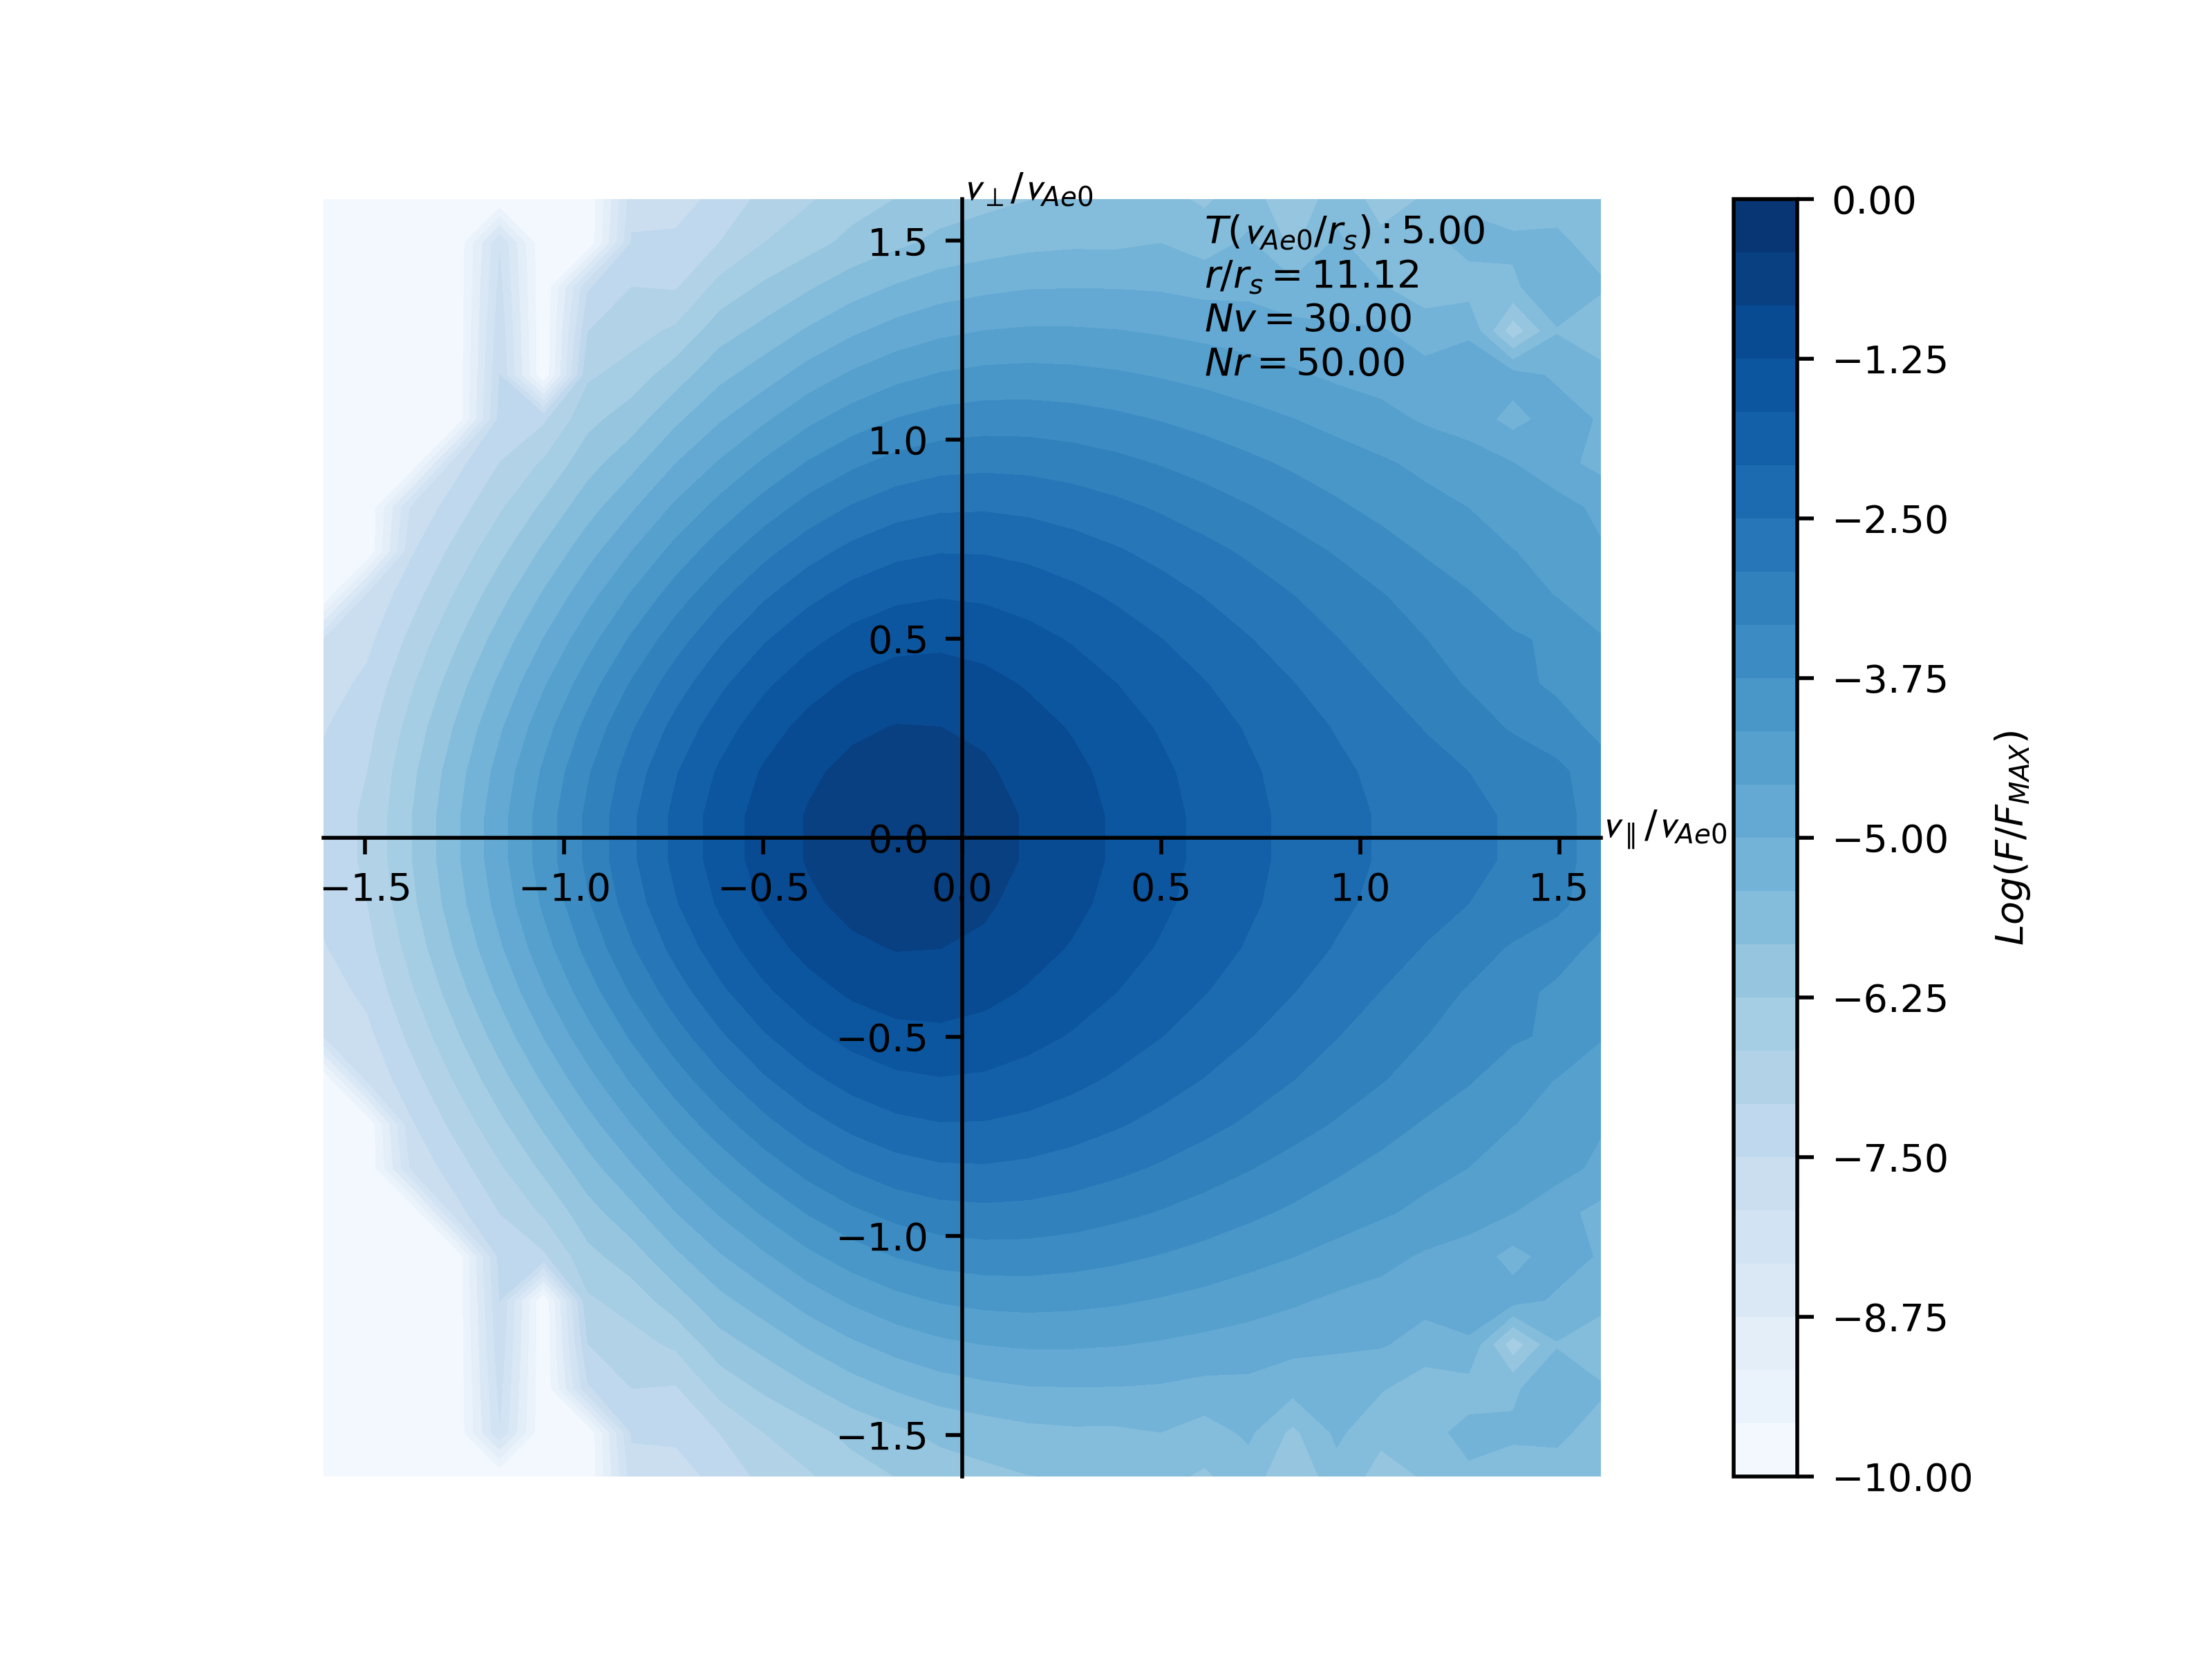 v⊥/vAe0
T(vAe0/rs) : 5.00
r/rs = 11.12
Nv = 30.00
Nr = 50.00
1.5
1.0
0.5
0.0
−0.5
−1.0
−1.5
−1.5 −1.0 −0.5 0.0 0.5 1.0 1.5
v∥/vAe0
0.00
−1.25
−2.50
−3.75
−5.00
−6.25
−7.50
−8.75
−10.00
Log(F/FMAX)